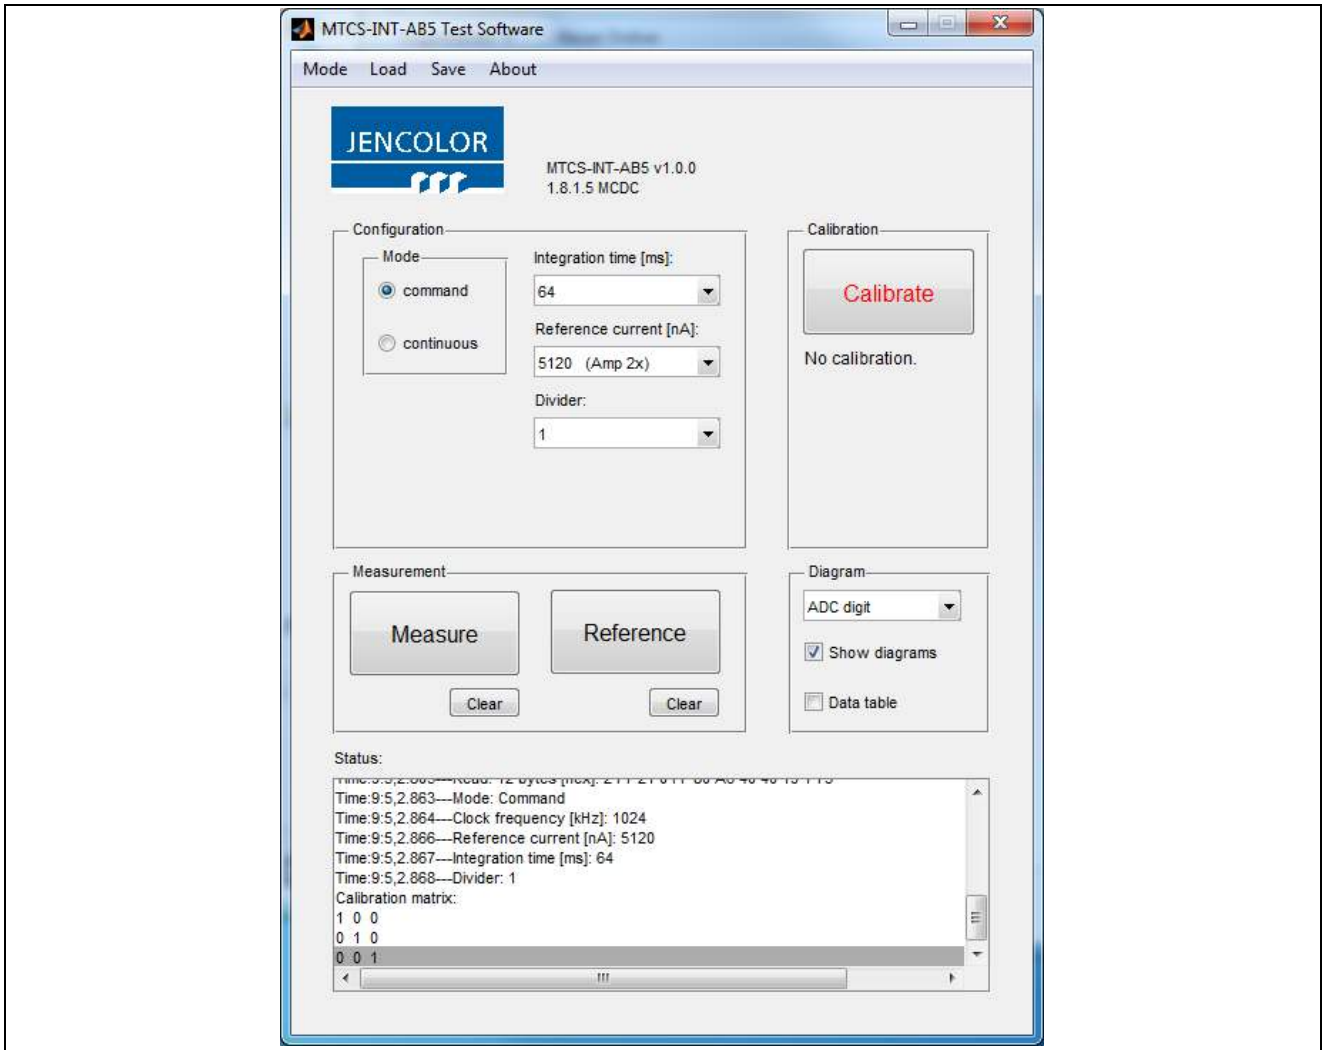 MTCS-INT-AB5 Test Software
Mode Load Save About
JENCOLOR
MTCS-INT-AB5 v1.0.0
1.8.1.5 MCDC
Configuration
Mode
command
continuous
Integration time [ms]:
64
Reference current [nA]:
5120 (Amp 2x)
Divider:
1
Calibration
Calibrate
No calibration.
Measurement
Measure
Reference
Clear
Clear
Diagram
ADC digit
Show diagrams
Data table
Status:
Time:9:5,2.863---Mode: Command
Time:9:5,2.864---Clock frequency [kHz]: 1024
Time:9:5,2.866---Reference current [nA]: 5120
Time:9:5,2.867---Integration time [ms]: 64
Time:9:5,2.868---Divider: 1
Calibration matrix:
1 0 0
0 1 0
0 0 1